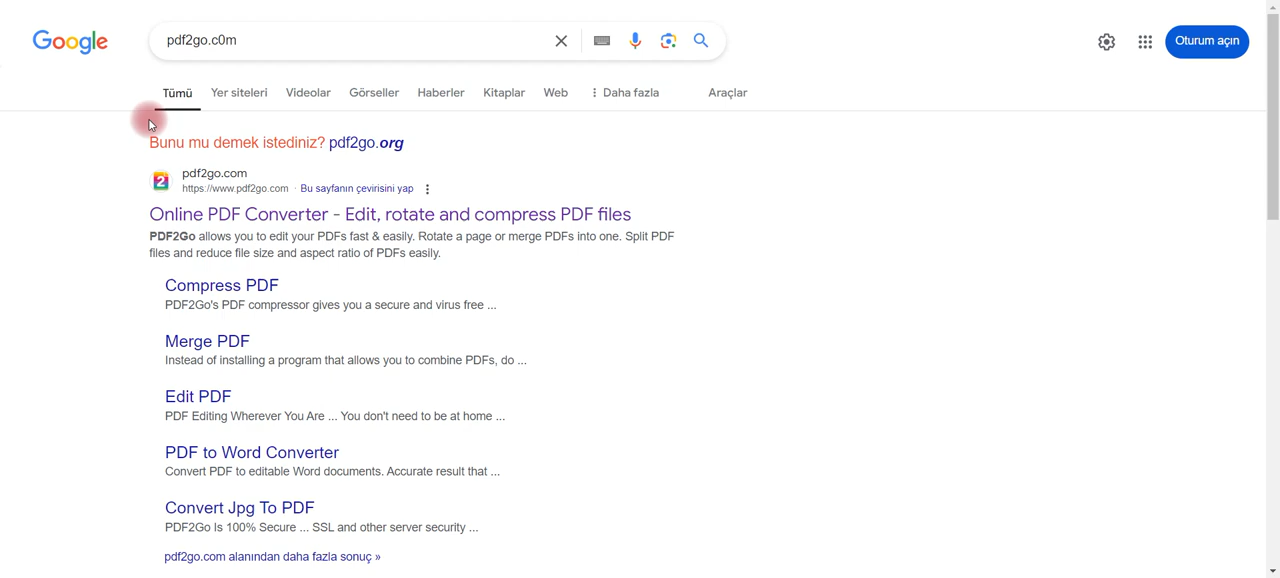 Google
pdf2go.c0m
Oturum açın
Tümü Yer siteleri Videolar Görseller Haberler Kitaplar Web Daha fazla Araçlar
Bunu mu demek istediniz? pdf2go.org
pdf2go.com
https://www.pdf2go.com · Bu sayfanın çevirisini yap
Online PDF Converter - Edit, rotate and compress PDF files
PDF2Go allows you to edit your PDFs fast & easily. Rotate a page or merge PDFs into one. Split PDF
files and reduce file size and aspect ratio of PDFs easily.
Compress PDF
PDF2Go's PDF compressor gives you a secure and virus free ...
Merge PDF
Instead of installing a program that allows you to combine PDFs, do ...
Edit PDF
PDF Editing Wherever You Are ... You don't need to be at home ...
PDF to Word Converter
Convert PDF to editable Word documents. Accurate result that ...
Convert Jpg To PDF
PDF2Go Is 100% Secure ... SSL and other server security ...
pdf2go.com alanından daha fazla sonuç »